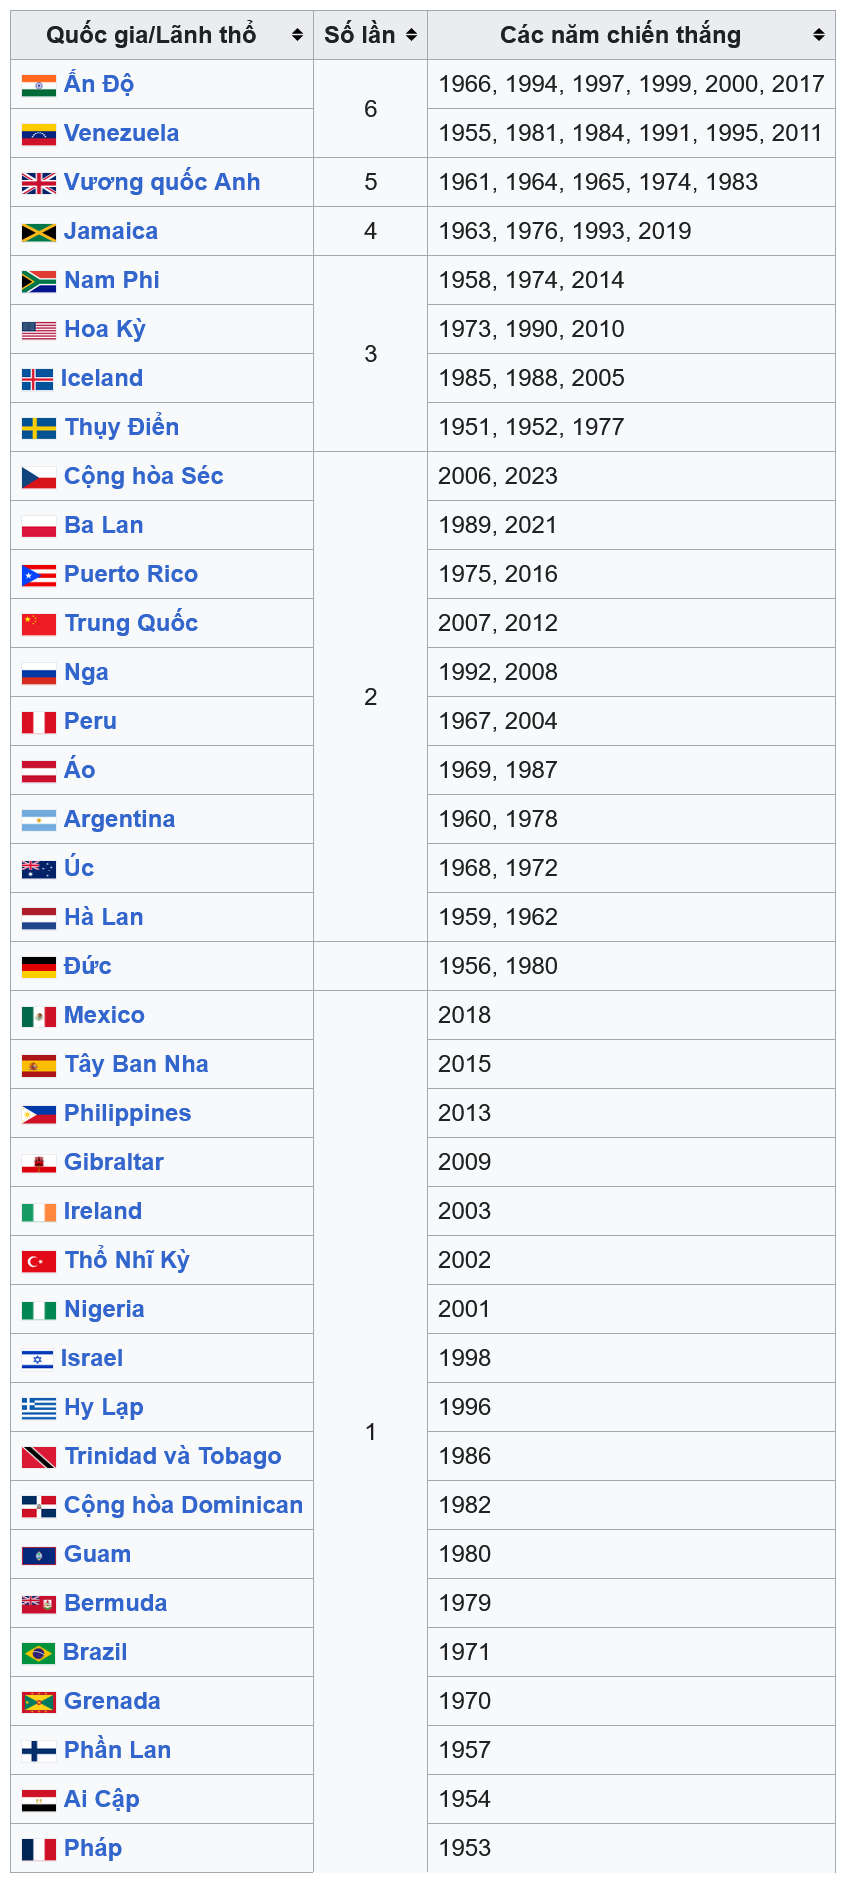 Quốc gia/Lãnh thổ Số lần Các năm chiến thắng
Ấn Độ 6 1966, 1994, 1997, 1999, 2000, 2017
Venezuela 1955, 1981, 1984, 1991, 1995, 2011
Vương quốc Anh 5 1961, 1964, 1965, 1974, 1983
Jamaica 4 1963, 1976, 1993, 2019
Nam Phi 3 1958, 1974, 2014
Hoa Kỳ 1973, 1990, 2010
Iceland 1985, 1988, 2005
Thụy Điển 1951, 1952, 1977
Cộng hòa Séc 2 2006, 2023
Ba Lan 1989, 2021
Puerto Rico 1975, 2016
Trung Quốc 2007, 2012
Nga 1992, 2008
Peru 1967, 2004
Áo 1969, 1987
Argentina 1960, 1978
Úc 1968, 1972
Hà Lan 1959, 1962
Đức 1956, 1980
Mexico 1 2018
Tây Ban Nha 2015
Philippines 2013
Gibraltar 2009
Ireland 2003
Thổ Nhĩ Kỳ 2002
Nigeria 2001
Israel 1998
Hy Lạp 1996
Trinidad và Tobago 1986
Cộng hòa Dominican 1982
Guam 1980
Bermuda 1979
Brazil 1971
Grenada 1970
Phần Lan 1957
Ai Cập 1954
Pháp 1953